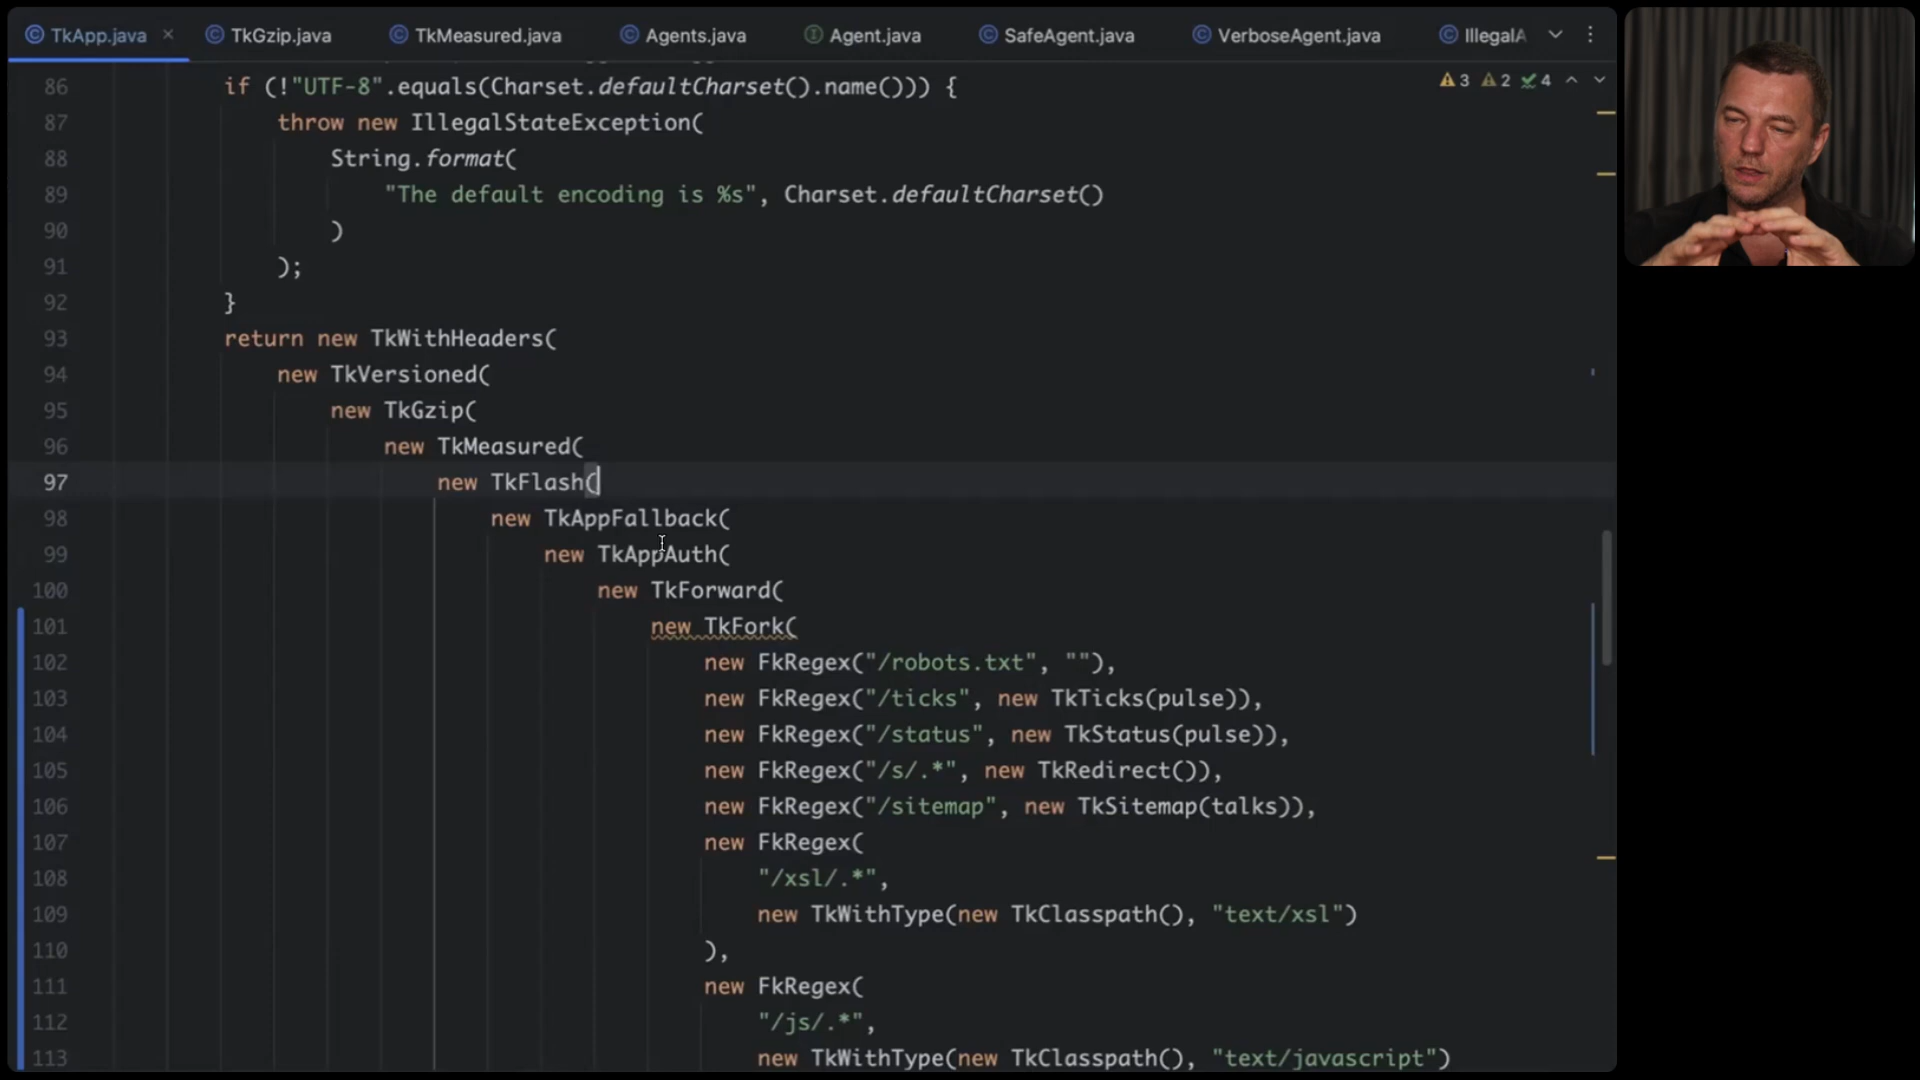 TkApp.java
TkGzip.java
TkMeasured.java
Agents.java
Agent.java
SafeAgent.java
VerboseAgent.java
IllegalA
3 2 4
86 if (!"UTF-8".equals(Charset.defaultCharset().name())) {
87 throw new IllegalStateException(
88 String.format(
89 "The default encoding is %s", Charset.defaultCharset()
90 )
91 );
92 }
93 return new TkWithHeaders(
94 new TkVersioned(
95 new TkGzip(
96 new TkMeasured(
97 new TkFlash(
98 new TkAppFallback(
99 new TkAppAuth(
100 new TkForward(
101 new TkFork(
102 new FkRegex("/robots.txt", ""),
103 new FkRegex("/ticks", new TkTicks(pulse)),
104 new FkRegex("/status", new TkStatus(pulse)),
105 new FkRegex("/s/.*", new TkRedirect()),
106 new FkRegex("/sitemap", new TkSitemap(talks)),
107 new FkRegex(
108 "/xsl/.*",
109 new TkWithType(new TkClasspath(), "text/xsl")
110 ),
111 new FkRegex(
112 "/js/.*",
113 new TkWithType(new TkClasspath(), "text/javascript")